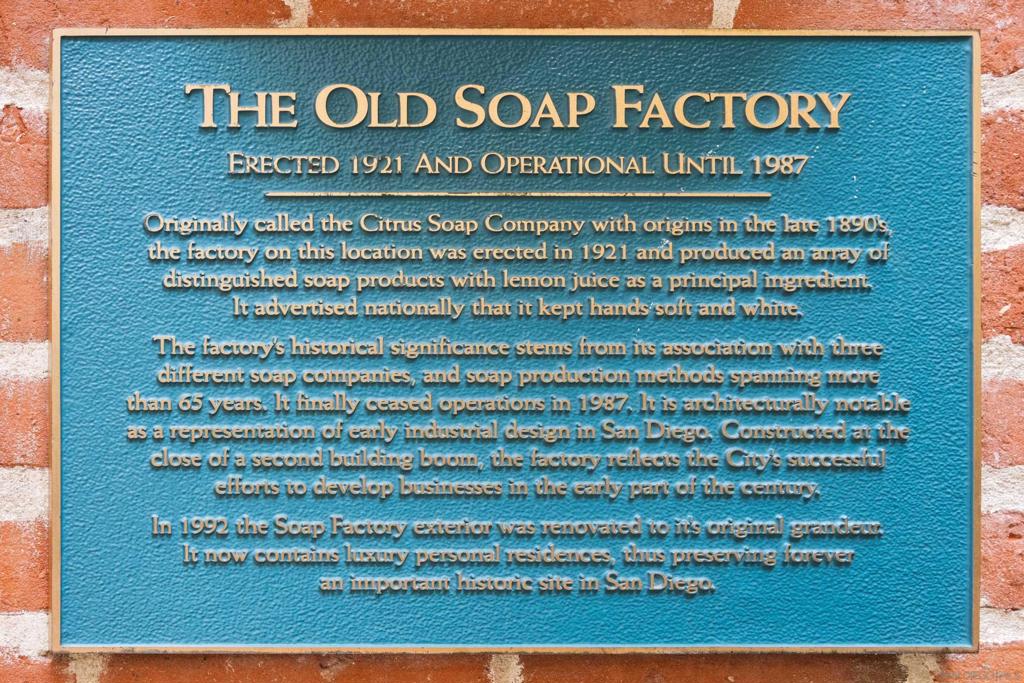 THE OLD SOAP FACTORY
ERECTED 1921 AND OPERATIONAL UNTIL 1987
Originally called the Citrus Soap Company with origins in the late 1890's,
the factory on this location was erected in 1921 and produced an array of
distinguished soap products with lemon juice as a principal ingredient.
It advertised nationally that it kept hands soft and white.
The factory's historical significance stems from its association with three
different soap companies, and soap production methods spanning more
than 65 years. It finally ceased operations in 1987. It is architecturally notable
as a representation of early industrial design in San Diego. Constructed at the
close of a second building boom, the factory reflects the City's successful
efforts to develop businesses in the early part of the century.
In 1992 the Soap Factory exterior was renovated to it's original grandeur.
It now contains luxury personal residences, thus preserving forever
an important historic site in San Diego.